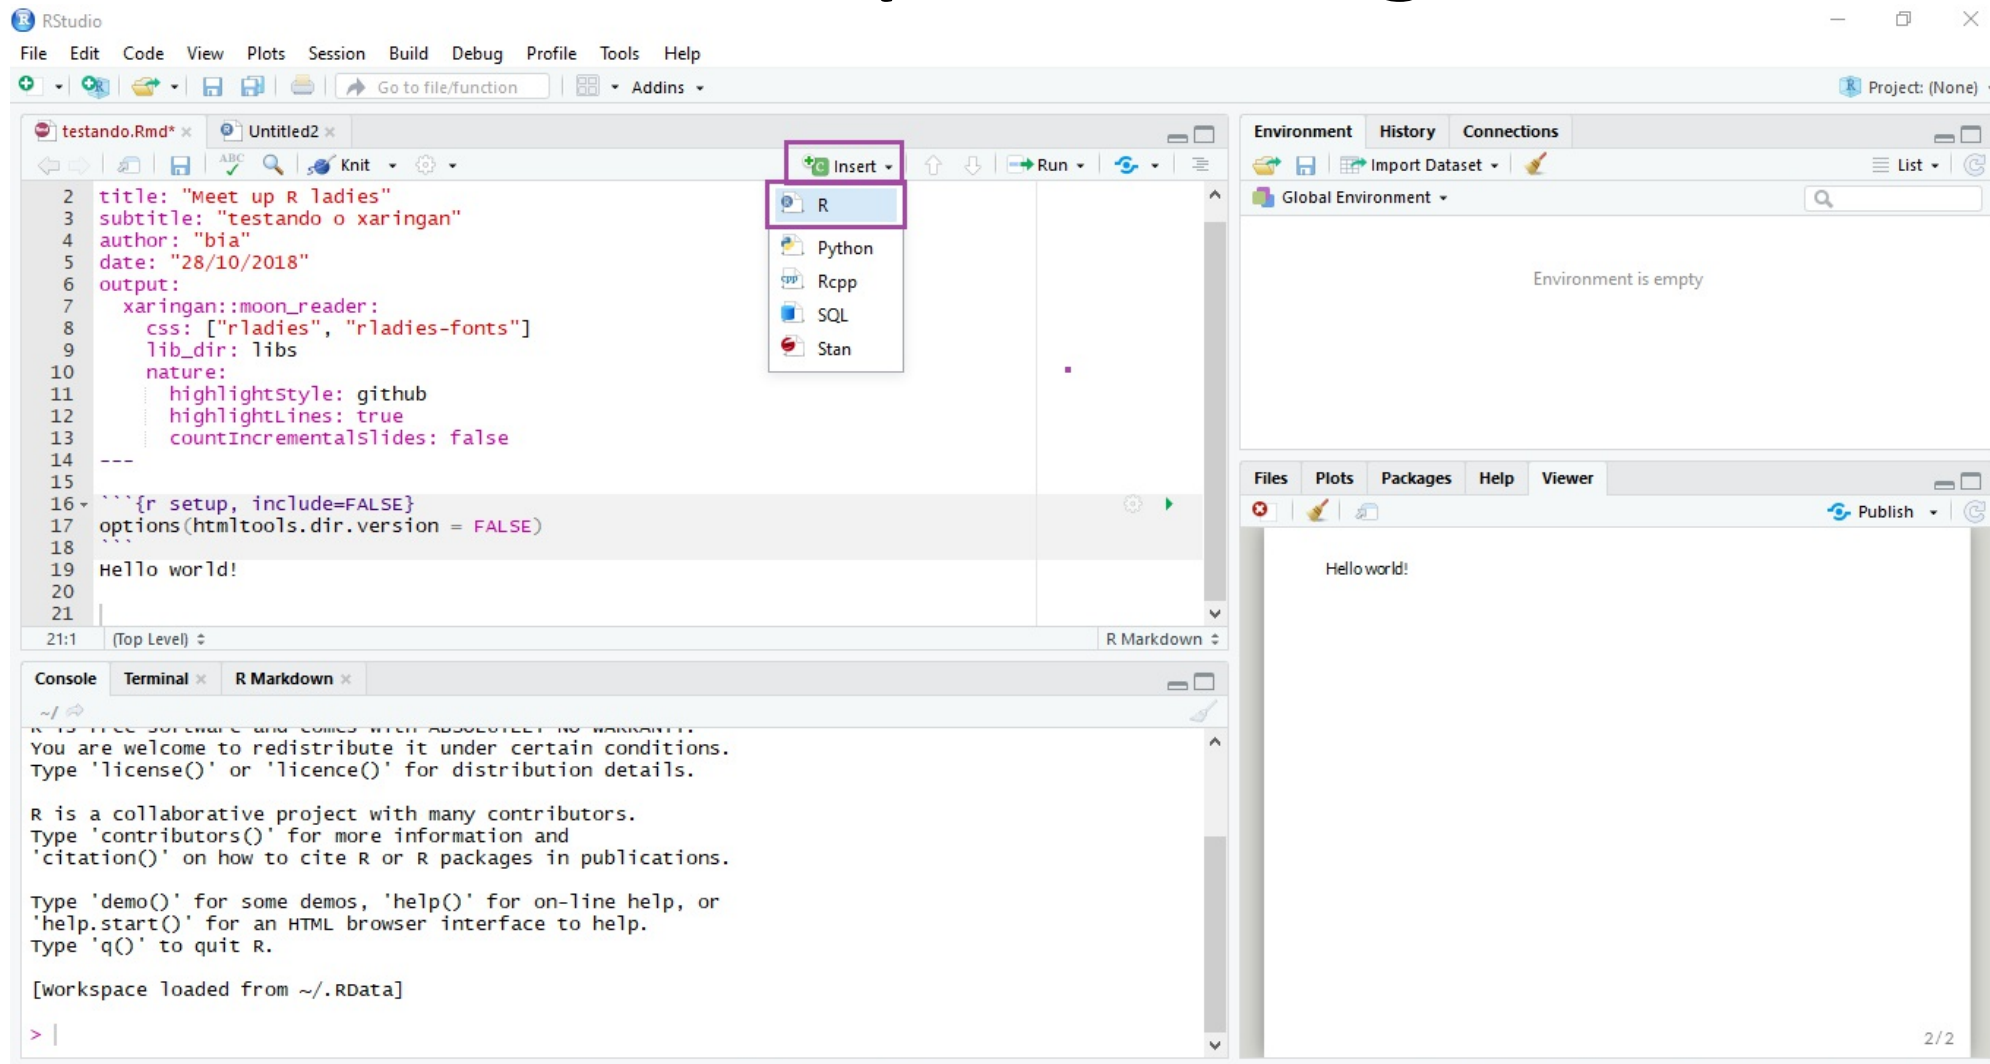 RStudio
File Edit Code View Plots Session Build Debug Profile Tools Help
Go to file/function Addins Project: (None)
testando.Rmd* Untitled2
ABC Knit Insert Run
2 title: "Meet up R ladies"
3 subtitle: "testando o xaringan"
4 author: "bia"
5 date: "28/10/2018"
6 output:
7 xaringan::moon_reader:
8 css: ["rladies", "rladies-fonts"]
9 lib_dir: libs
10 nature:
11 highlightStyle: github
12 highlightLines: true
13 countIncrementalSlides: false
14 ---
15
16 ```{r setup, include=FALSE}
17 options(htmltools.dir.version = FALSE)
18 ```
19 Hello world!
20
21
R
Python
Rcpp
SQL
Stan
21:1 (Top Level) R Markdown
Console Terminal R Markdown
~/
You are welcome to redistribute it under certain conditions.
Type 'license()' or 'licence()' for distribution details.
R is a collaborative project with many contributors.
Type 'contributors()' for more information and
'citation()' on how to cite R or R packages in publications.
Type 'demo()' for some demos, 'help()' for on-line help, or
'help.start()' for an HTML browser interface to help.
Type 'q()' to quit R.
[Workspace loaded from ~/.RData]
>
Environment History Connections
Import Dataset List
Global Environment
Environment is empty
Files Plots Packages Help Viewer
Publish
Hello world!
2/2